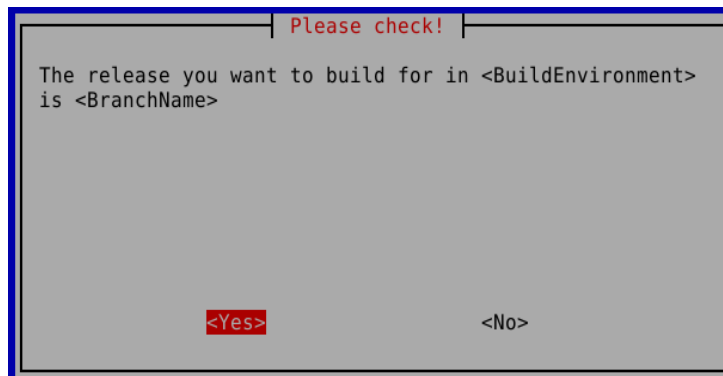 Please check!
The release you want to build for in <BuildEnvironment>
is <BranchName>
<Yes> <No>